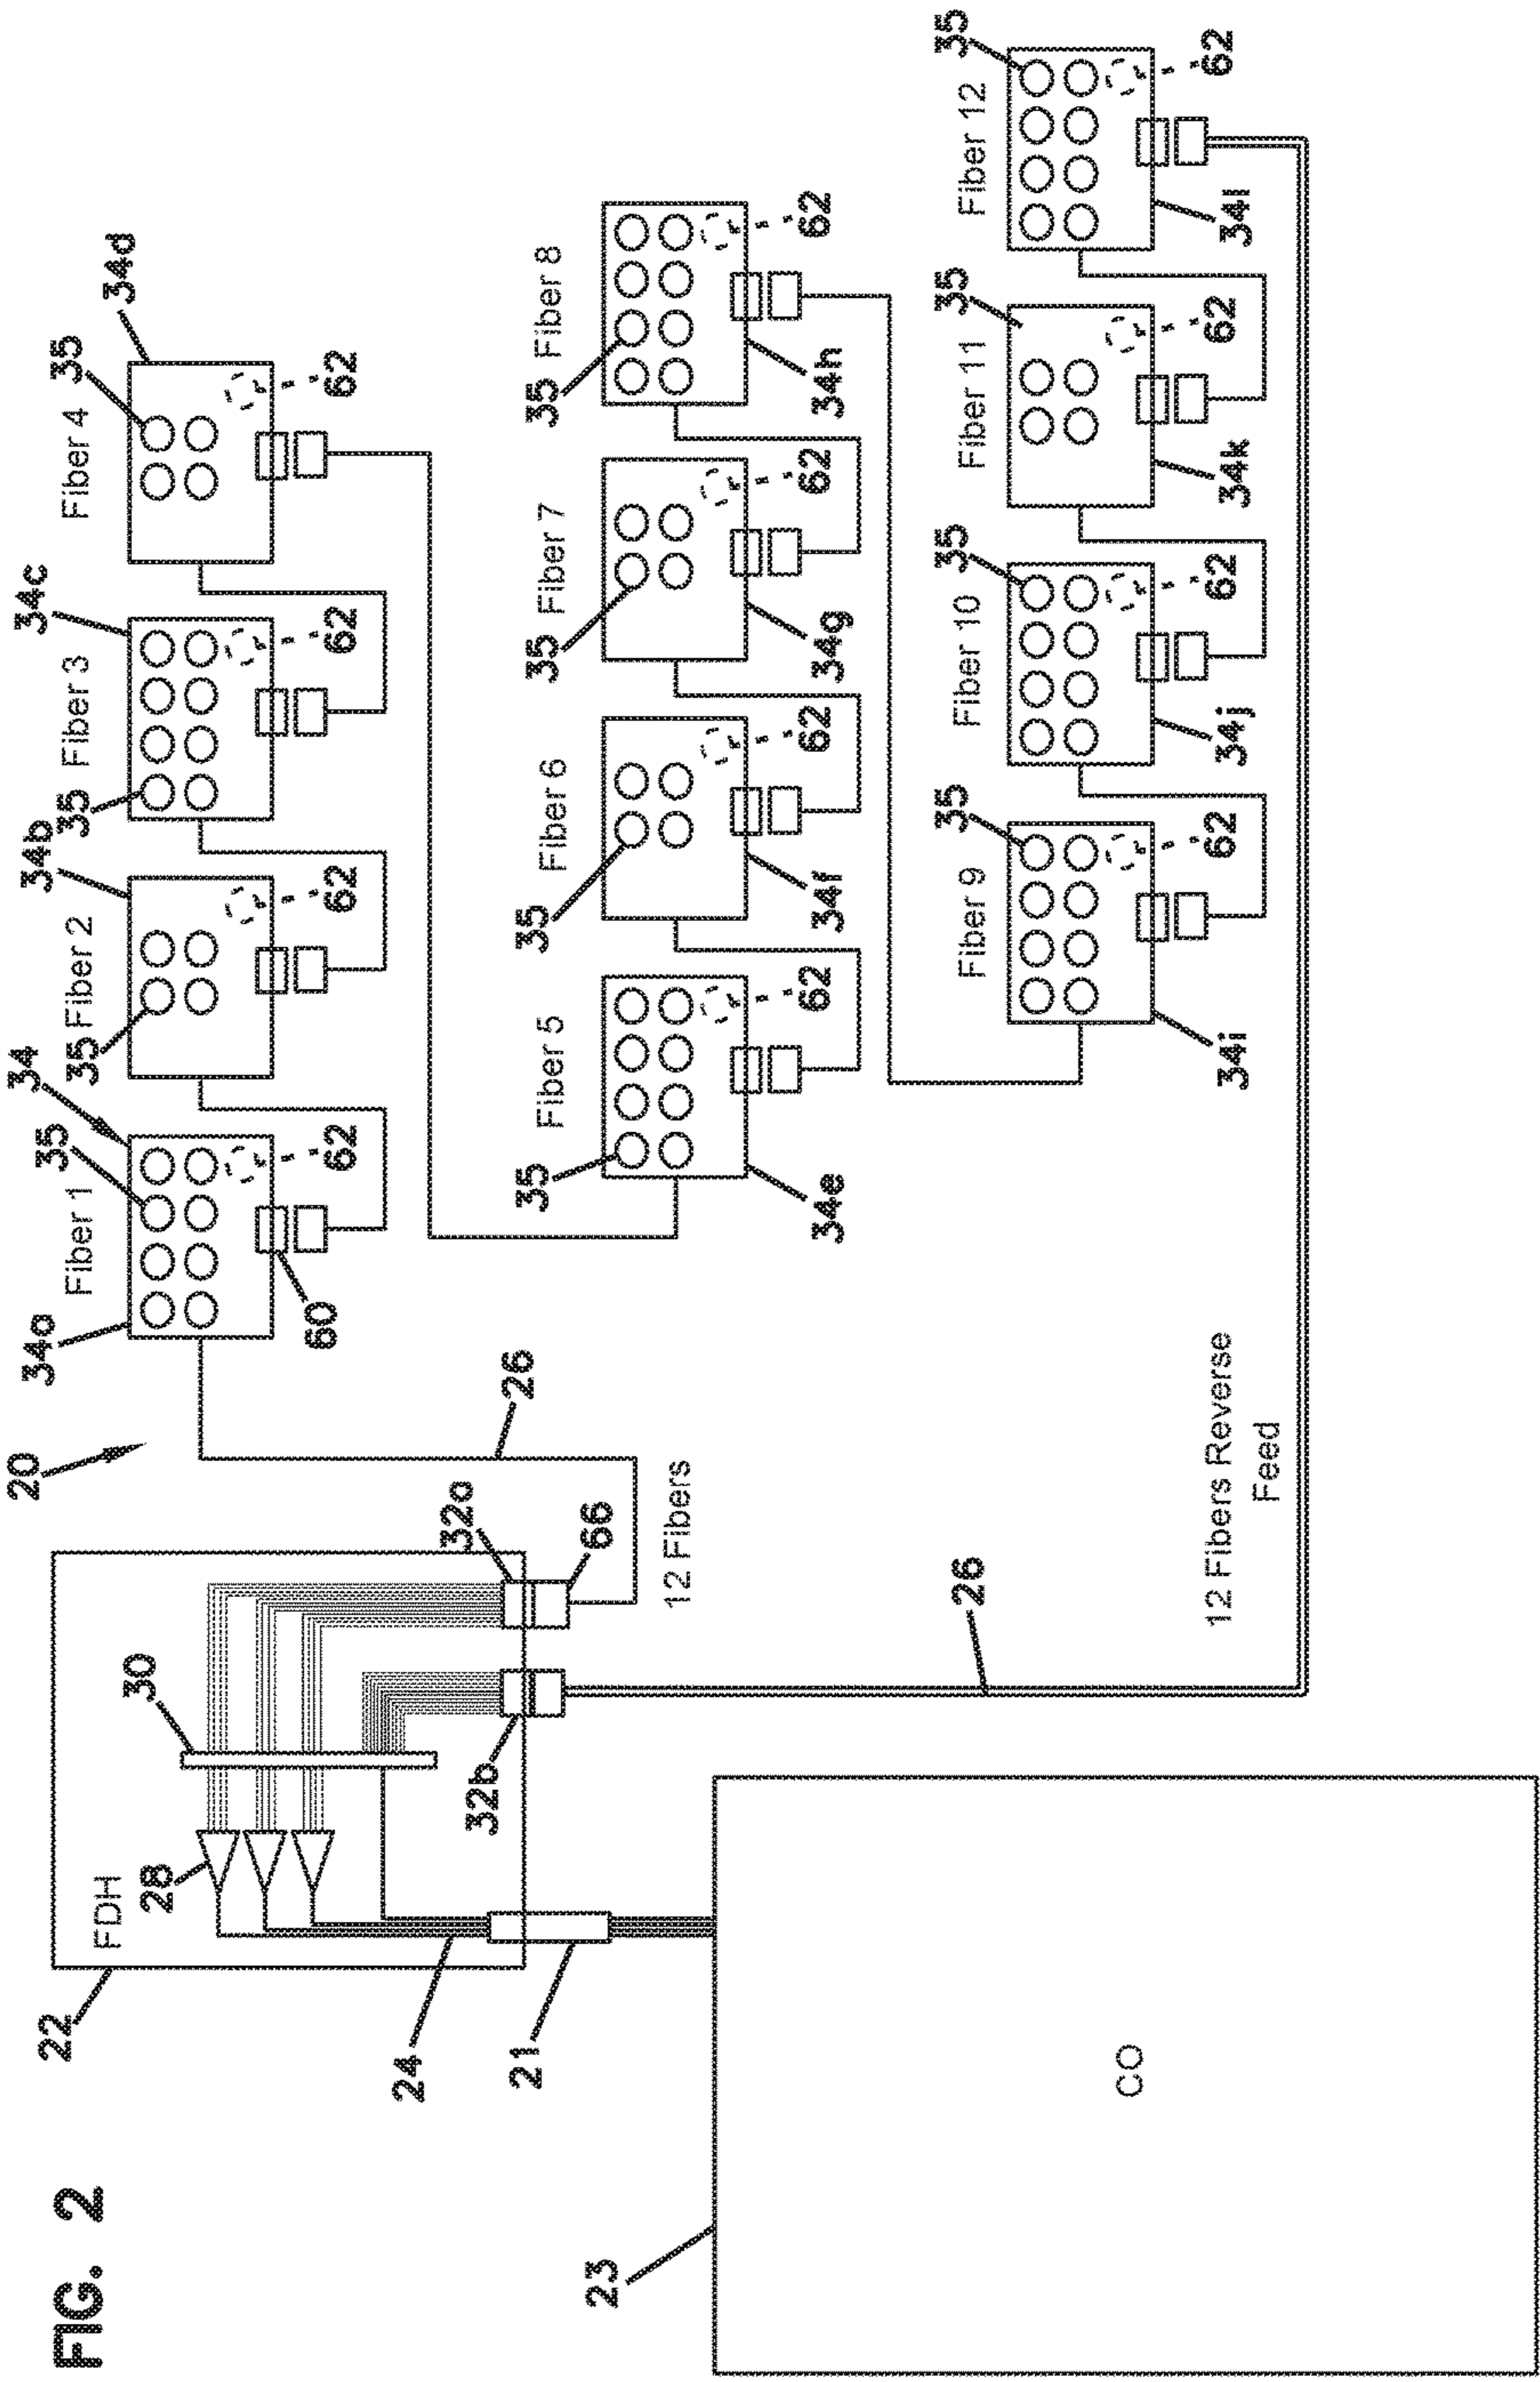 FIG. 2
20
22
FDH
28
30
24
21
32a
32b
66
26
12 Fibers
23
CO
34a
Fiber 1
35
34
60
62
34b
Fiber 2
35
62
34c
Fiber 3
35
62
34d
Fiber 4
35
62
Fiber 5
35
62
34e
Fiber 6
35
62
34f
Fiber 7
35
62
34g
Fiber 8
35
62
34h
Fiber 9
35
62
34i
Fiber 10
35
62
34j
Fiber 11
35
62
34k
Fiber 12
35
62
34l
26
12 Fibers Reverse
Feed